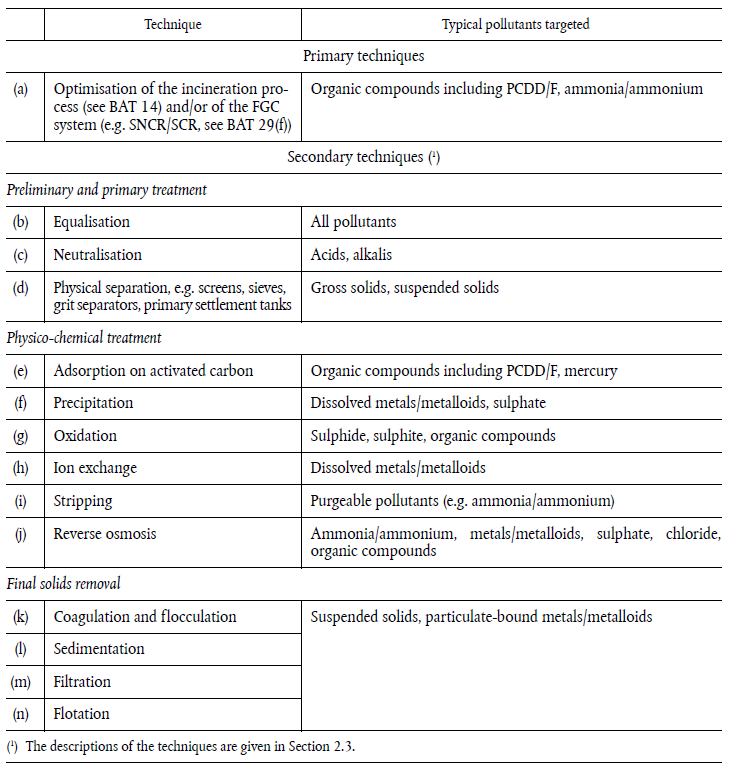 Technique Typical pollutants targeted
Primary techniques
(a) Optimisation of the incineration pro- Organic compounds including PCDD/F, ammonia/ammonium
cess (see BAT 14) and/or of the FGC
system (e.g. SNCR/SCR, see BAT 29(f))
Secondary techniques (¹)
Preliminary and primary treatment
(b) Equalisation All pollutants
(c) Neutralisation Acids, alkalis
(d) Physical separation, e.g. screens, sieves, Gross solids, suspended solids
grit separators, primary settlement tanks
Physico-chemical treatment
(e) Adsorption on activated carbon Organic compounds including PCDD/F, mercury
(f) Precipitation Dissolved metals/metalloids, sulphate
(g) Oxidation Sulphide, sulphite, organic compounds
(h) Ion exchange Dissolved metals/metalloids
(i) Stripping Purgeable pollutants (e.g. ammonia/ammonium)
(j) Reverse osmosis Ammonia/ammonium, metals/metalloids, sulphate, chloride,
organic compounds
Final solids removal
(k) Coagulation and flocculation Suspended solids, particulate-bound metals/metalloids
(l) Sedimentation
(m) Filtration
(n) Flotation
(¹) The descriptions of the techniques are given in Section 2.3.